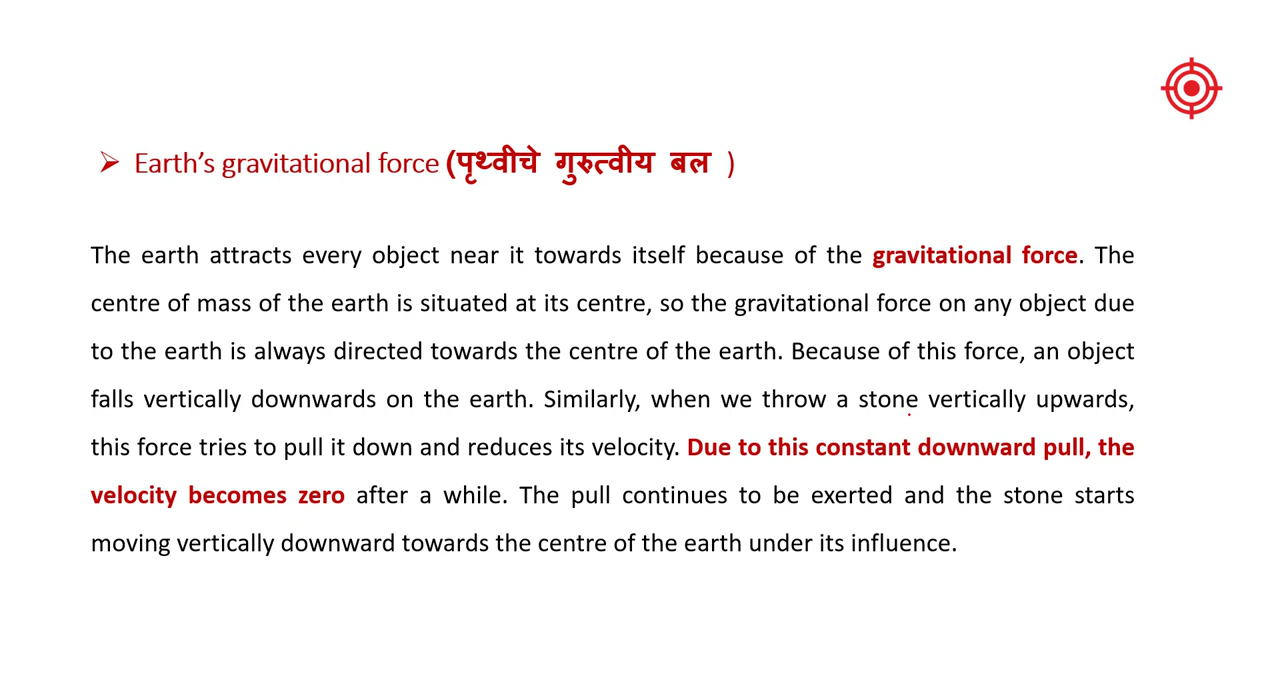 ➢ Earth’s gravitational force (पृथ्वीचे गुरुत्वीय बल )
The earth attracts every object near it towards itself because of the gravitational force. The
centre of mass of the earth is situated at its centre, so the gravitational force on any object due
to the earth is always directed towards the centre of the earth. Because of this force, an object
falls vertically downwards on the earth. Similarly, when we throw a stone vertically upwards,
this force tries to pull it down and reduces its velocity. Due to this constant downward pull, the
velocity becomes zero after a while. The pull continues to be exerted and the stone starts
moving vertically downward towards the centre of the earth under its influence.